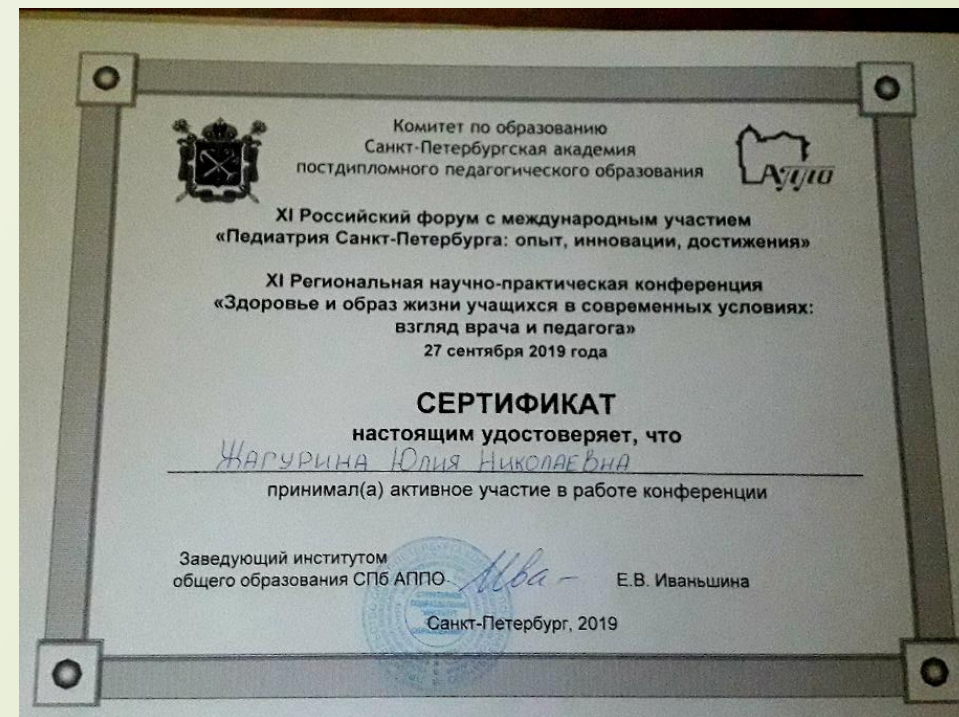 Комитет по образованию
Санкт-Петербургская академия
постдипломного педагогического образования
АППО
XI Российский форум с международным участием
«Педиатрия Санкт-Петербурга: опыт, инновации, достижения»
XI Региональная научно-практическая конференция
«Здоровье и образ жизни учащихся в современных условиях:
взгляд врача и педагога»
27 сентября 2019 года
СЕРТИФИКАТ
настоящим удостоверяет, что
Жагурина Юлия Николаевна
принимал(а) активное участие в работе конференции
Заведующий институтом
общего образования СПб АППО
Е.В. Иваньшина
Санкт-Петербург, 2019